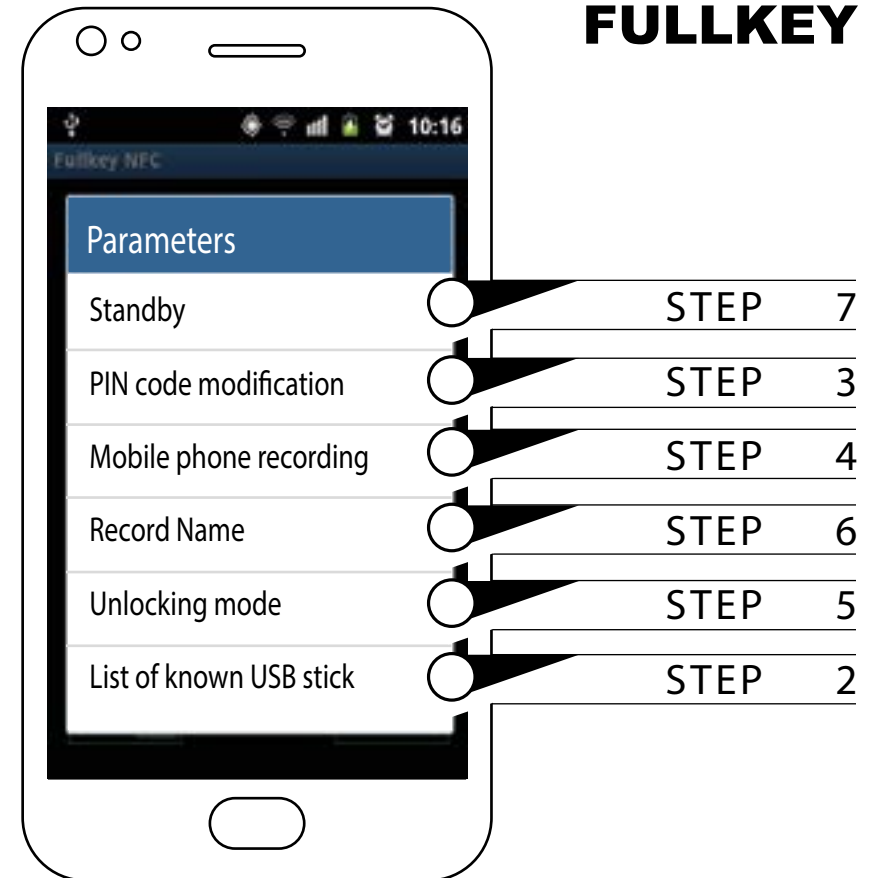 FULLKEY
10:16
Fullkey NFC
Parameters
Standby STEP 7
PIN code modification STEP 3
Mobile phone recording STEP 4
Record Name STEP 6
Unlocking mode STEP 5
List of known USB stick STEP 2